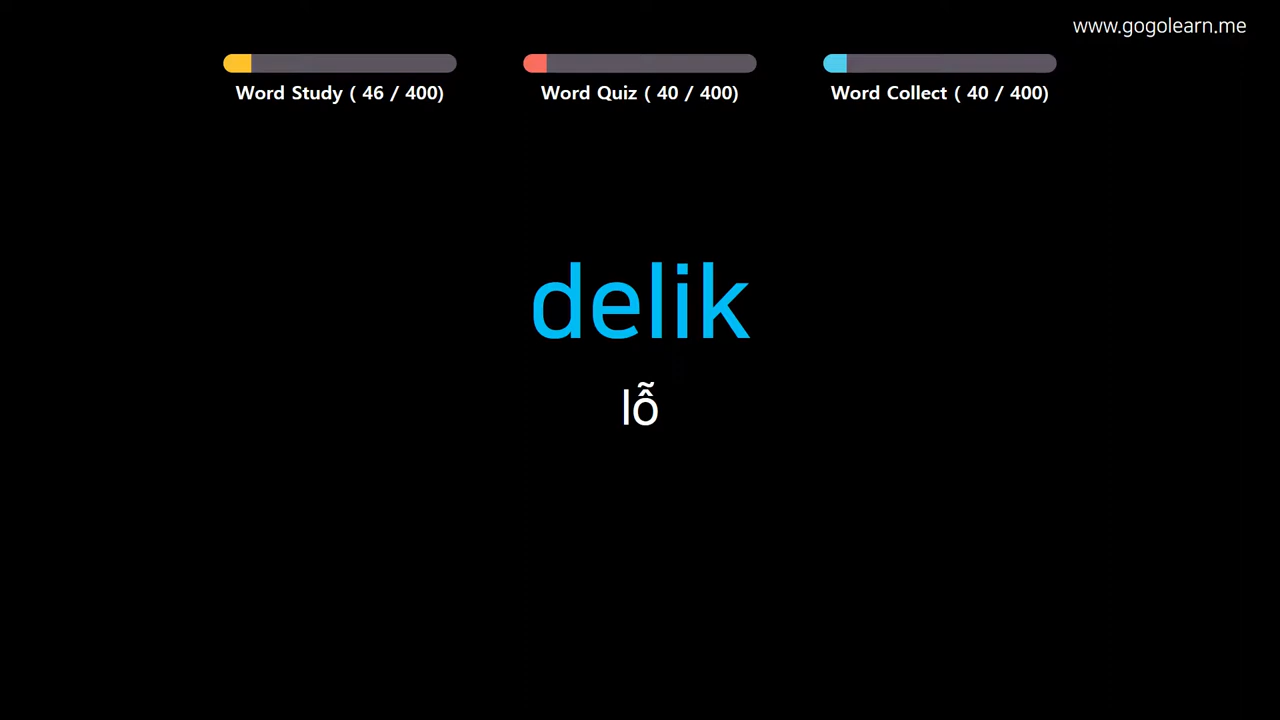 www.gogolearn.me
Word Study ( 46 / 400)
Word Quiz ( 40 / 400)
Word Collect ( 40 / 400)
delik
lỗ